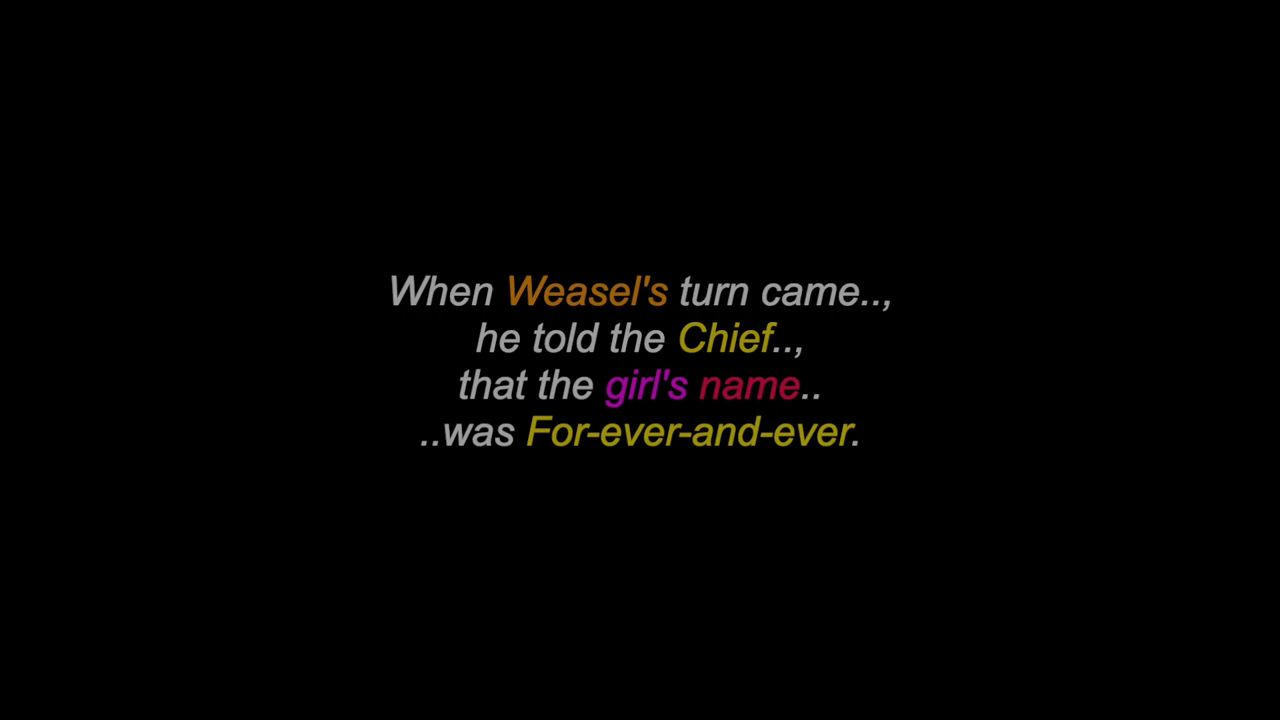 When Weasel's turn came..,
he told the Chief..,
that the girl's name..
..was For-ever-and-ever.